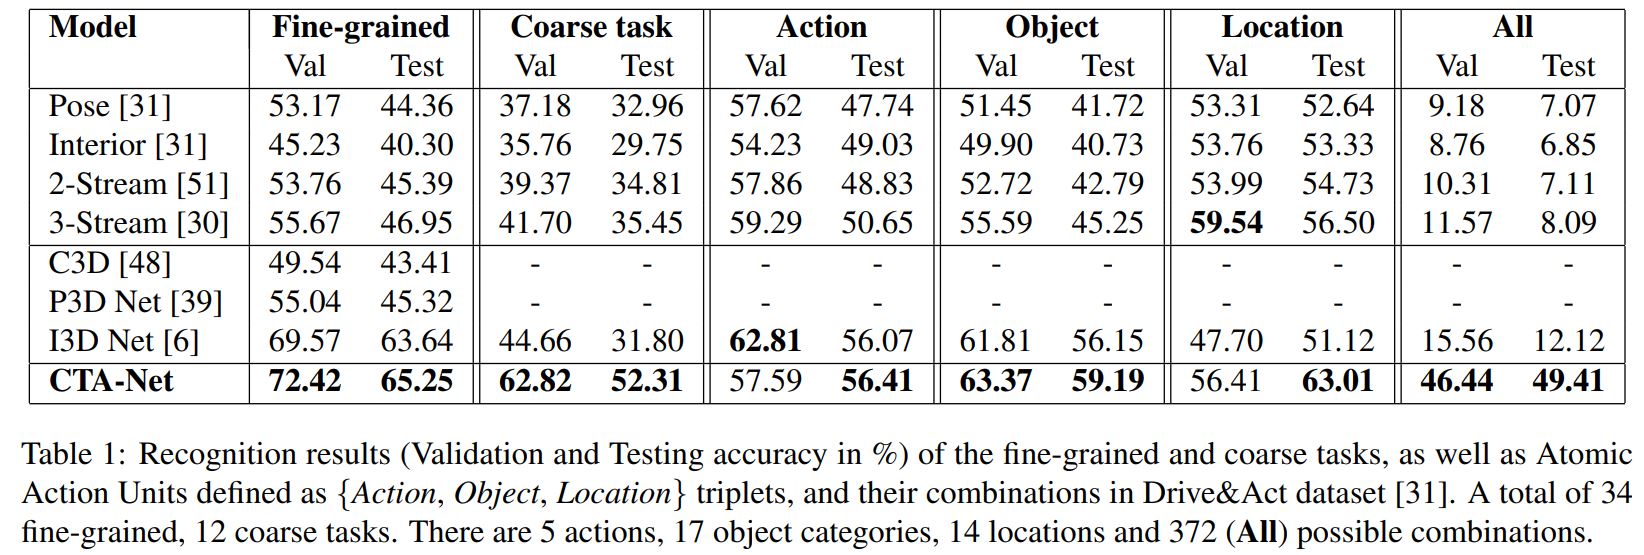 Model Fine-grained Coarse task Action Object Location All
Val Test Val Test Val Test Val Test Val Test Val Test
Pose [31] 53.17 44.36 37.18 32.96 57.62 47.74 51.45 41.72 53.31 52.64 9.18 7.07
Interior [31] 45.23 40.30 35.76 29.75 54.23 49.03 49.90 40.73 53.76 53.33 8.76 6.85
2-Stream [51] 53.76 45.39 39.37 34.81 57.86 48.83 52.72 42.79 53.99 54.73 10.31 7.11
3-Stream [30] 55.67 46.95 41.70 35.45 59.29 50.65 55.59 45.25 59.54 56.50 11.57 8.09
C3D [48] 49.54 43.41 - - - - - - - - - -
P3D Net [39] 55.04 45.32 - - - - - - - - - -
I3D Net [6] 69.57 63.64 44.66 31.80 62.81 56.07 61.81 56.15 47.70 51.12 15.56 12.12
CTA-Net 72.42 65.25 62.82 52.31 57.59 56.41 63.37 59.19 56.41 63.01 46.44 49.41
Table 1: Recognition results (Validation and Testing accuracy in %) of the fine-grained and coarse tasks, as well as Atomic
Action Units defined as {Action, Object, Location} triplets, and their combinations in Drive&Act dataset [31]. A total of 34
fine-grained, 12 coarse tasks. There are 5 actions, 17 object categories, 14 locations and 372 (All) possible combinations.